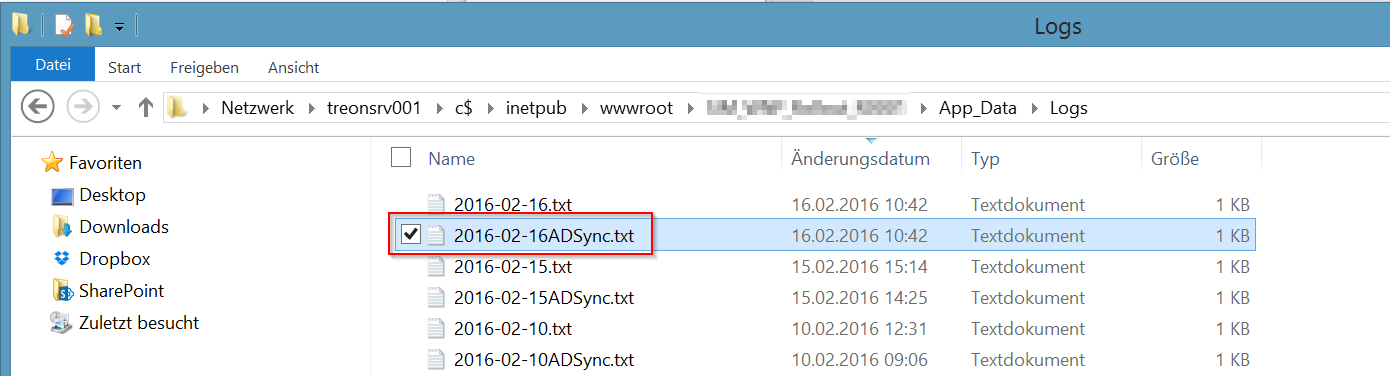 Logs
Datei Start Freigeben Ansicht
Netzwerk treonsrv001 c$ inetpub wwwroot App_Data Logs
Name Änderungsdatum Typ Größe
Favoriten
Desktop
Downloads
Dropbox
SharePoint
Zuletzt besucht
2016-02-16.txt 16.02.2016 10:42 Textdokument 1 KB
2016-02-16ADSync.txt 16.02.2016 10:42 Textdokument 1 KB
2016-02-15.txt 15.02.2016 15:14 Textdokument 1 KB
2016-02-15ADSync.txt 15.02.2016 14:25 Textdokument 1 KB
2016-02-10.txt 10.02.2016 12:31 Textdokument 1 KB
2016-02-10ADSync.txt 10.02.2016 09:06 Textdokument 1 KB